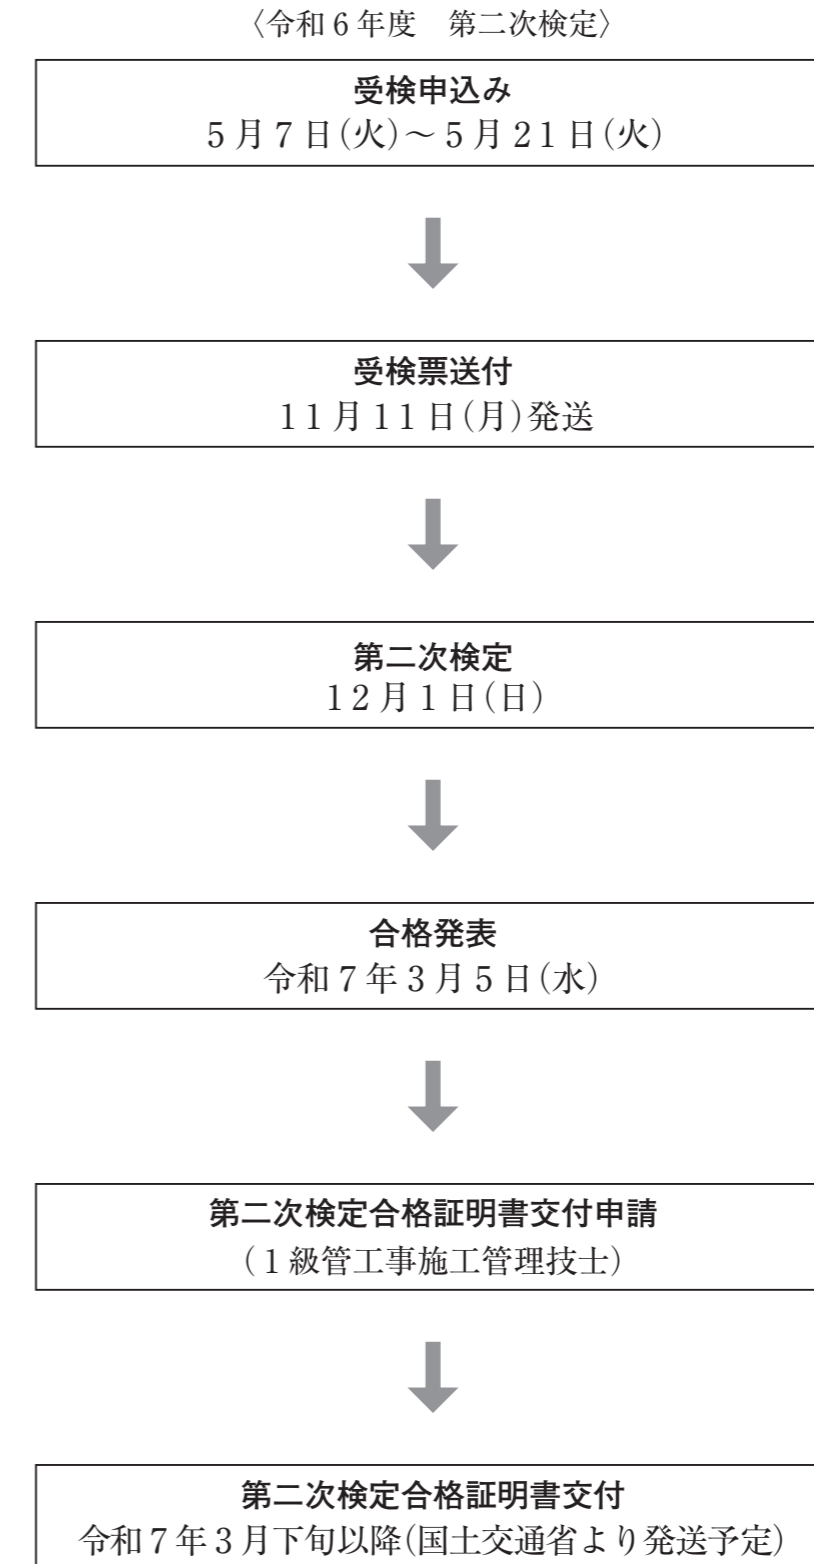 〈令和６年度　第二次検定〉
受検申込み
５月７日(火)～５月２１日(火)
受検票送付
１１月１１日(月)発送
第二次検定
１２月１日(日)
合格発表
令和７年３月５日(水)
第二次検定合格証明書交付申請
(１級管工事施工管理技士)
第二次検定合格証明書交付
令和７年３月下旬以降(国土交通省より発送予定)